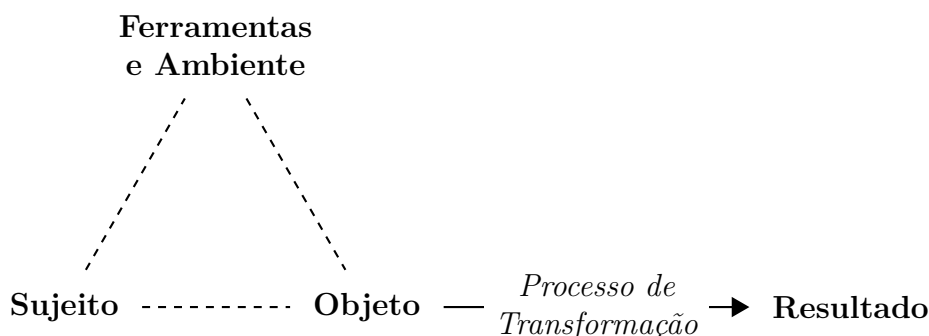 Ferramentas
e Ambiente
Sujeito
Objeto
Processo de
Transformação
Resultado